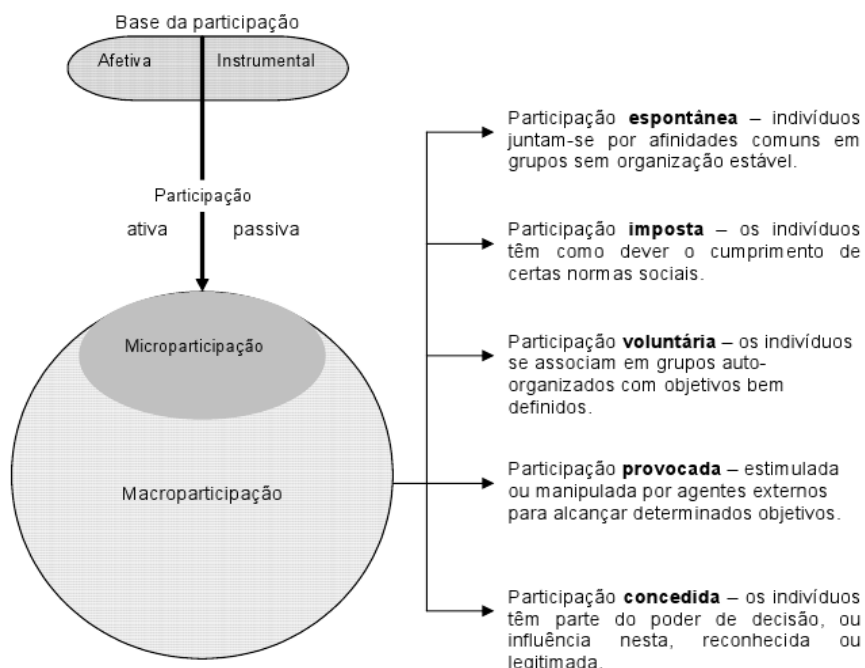 Base da participação
Afetiva
Instrumental
Participação
ativa
passiva
Microparticipação
Macroparticipação
Participação espontânea – indivíduos
juntam-se por afinidades comuns em
grupos sem organização estável.
Participação imposta – os indivíduos
têm como dever o cumprimento de
certas normas sociais.
Participação voluntária – os indivíduos
se associam em grupos auto-
organizados com objetivos bem
definidos.
Participação provocada – estimulada
ou manipulada por agentes externos
para alcançar determinados objetivos.
Participação concedida – os indivíduos
têm parte do poder de decisão, ou
influência nesta, reconhecida ou
legitimada.